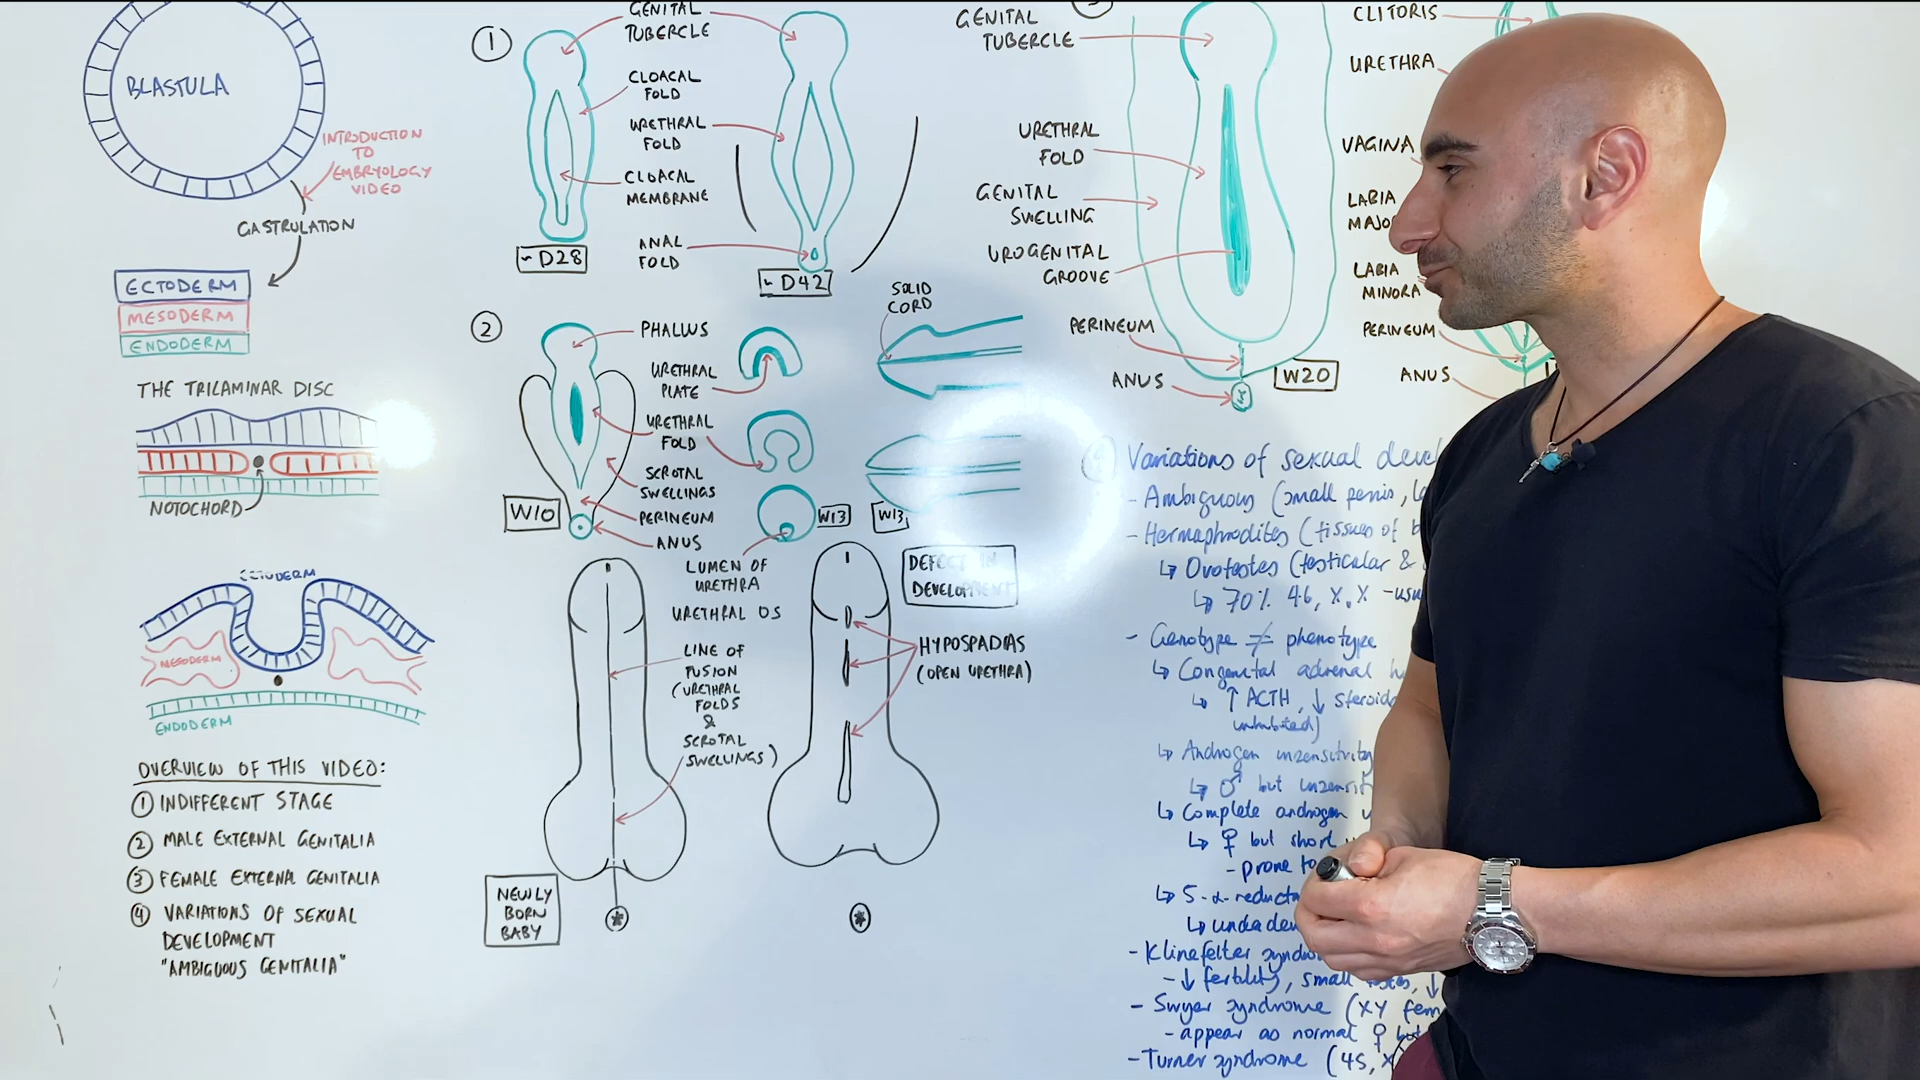 BLASTULA
INTRODUCTION
TO
EMBRYOLOGY
VIDEO
GASTRULATION
ECTODERM
MESODERM
ENDODERM
THE TRILAMINAR DISC
NOTOCHORD
ECTODERM
MESODERM
ENDODERM
OVERVIEW OF THIS VIDEO:
1 INDIFFERENT STAGE
2 MALE EXTERNAL GENITALIA
3 FEMALE EXTERNAL GENITALIA
4 VARIATIONS OF SEXUAL
DEVELOPMENT
"AMBIGUOUS GENITALIA"
1
GENITAL
TUBERCLE
CLOACAL
FOLD
URETHRAL
FOLD
CLOACAL
MEMBRANE
ANAL
FOLD
~D28
~D42
2
PHALLUS
URETHRAL
PLATE
URETHRAL
FOLD
SCROTAL
SWELLINGS
PERINEUM
ANUS
W10
SOLID
CORD
W13
W13
LUMEN OF
URETHRA
URETHRAL OS
LINE OF
FUSION
(URETHRAL
FOLDS
&
SCROTAL
SWELLINGS)
NEWLY
BORN
BABY
DEFECT IN
DEVELOPMENT
HYPOSPADIAS
(OPEN URETHRA)
GENITAL
TUBERCLE
URETHRAL
FOLD
GENITAL
SWELLING
UROGENITAL
GROOVE
PERINEUM
ANUS
W20
CLITORIS
URETHRA
VAGINA
LABIA
LABIA
MINORA
PERINEUM
ANUS
Variations of sexual
- Ambiguous (small penis,
- Hermaphrodites (tissues of
↳ Ovotestes (testicular &
↳ 70% 46, X,X
- Genotype ≠ phenotype
↳ Congenital adrenal
↳ ↑ ACTH, ↓
↳ Androgen
↳ ♂ but
↳ Complete androgen
↳ ♀ but short
- prone to
↳ 5-α-
- Klinefelter
- ↓ fertility, small
- Swyer syndrome (XY
- appear as normal ♀
- Turner syndrome (45,